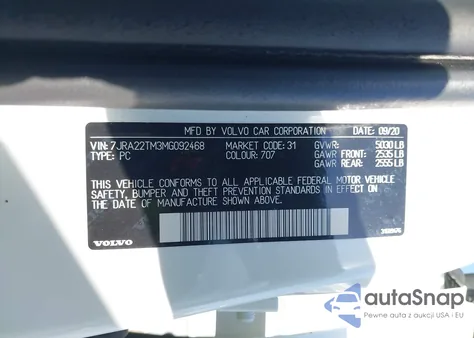 MFD BY VOLVO CAR CORPORATION DATE: 09/20
VIN: 7JRA22TM3MG092468 MARKET CODE: 31 GVWR: 5030 LB
TYPE: PC COLOUR: 707 GAWR FRONT: 2535 LB
GAWR REAR: 2555 LB
THIS VEHICLE CONFORMS TO ALL APPLICABLE FEDERAL MOTOR VEHICLE
SAFETY, BUMPER AND THEFT PREVENTION STANDARDS IN EFFECT ON THE DATE
OF MANUFACTURE SHOWN ABOVE.
VOLVO
autoSnap
Pewne auta z aukcji USA i EU